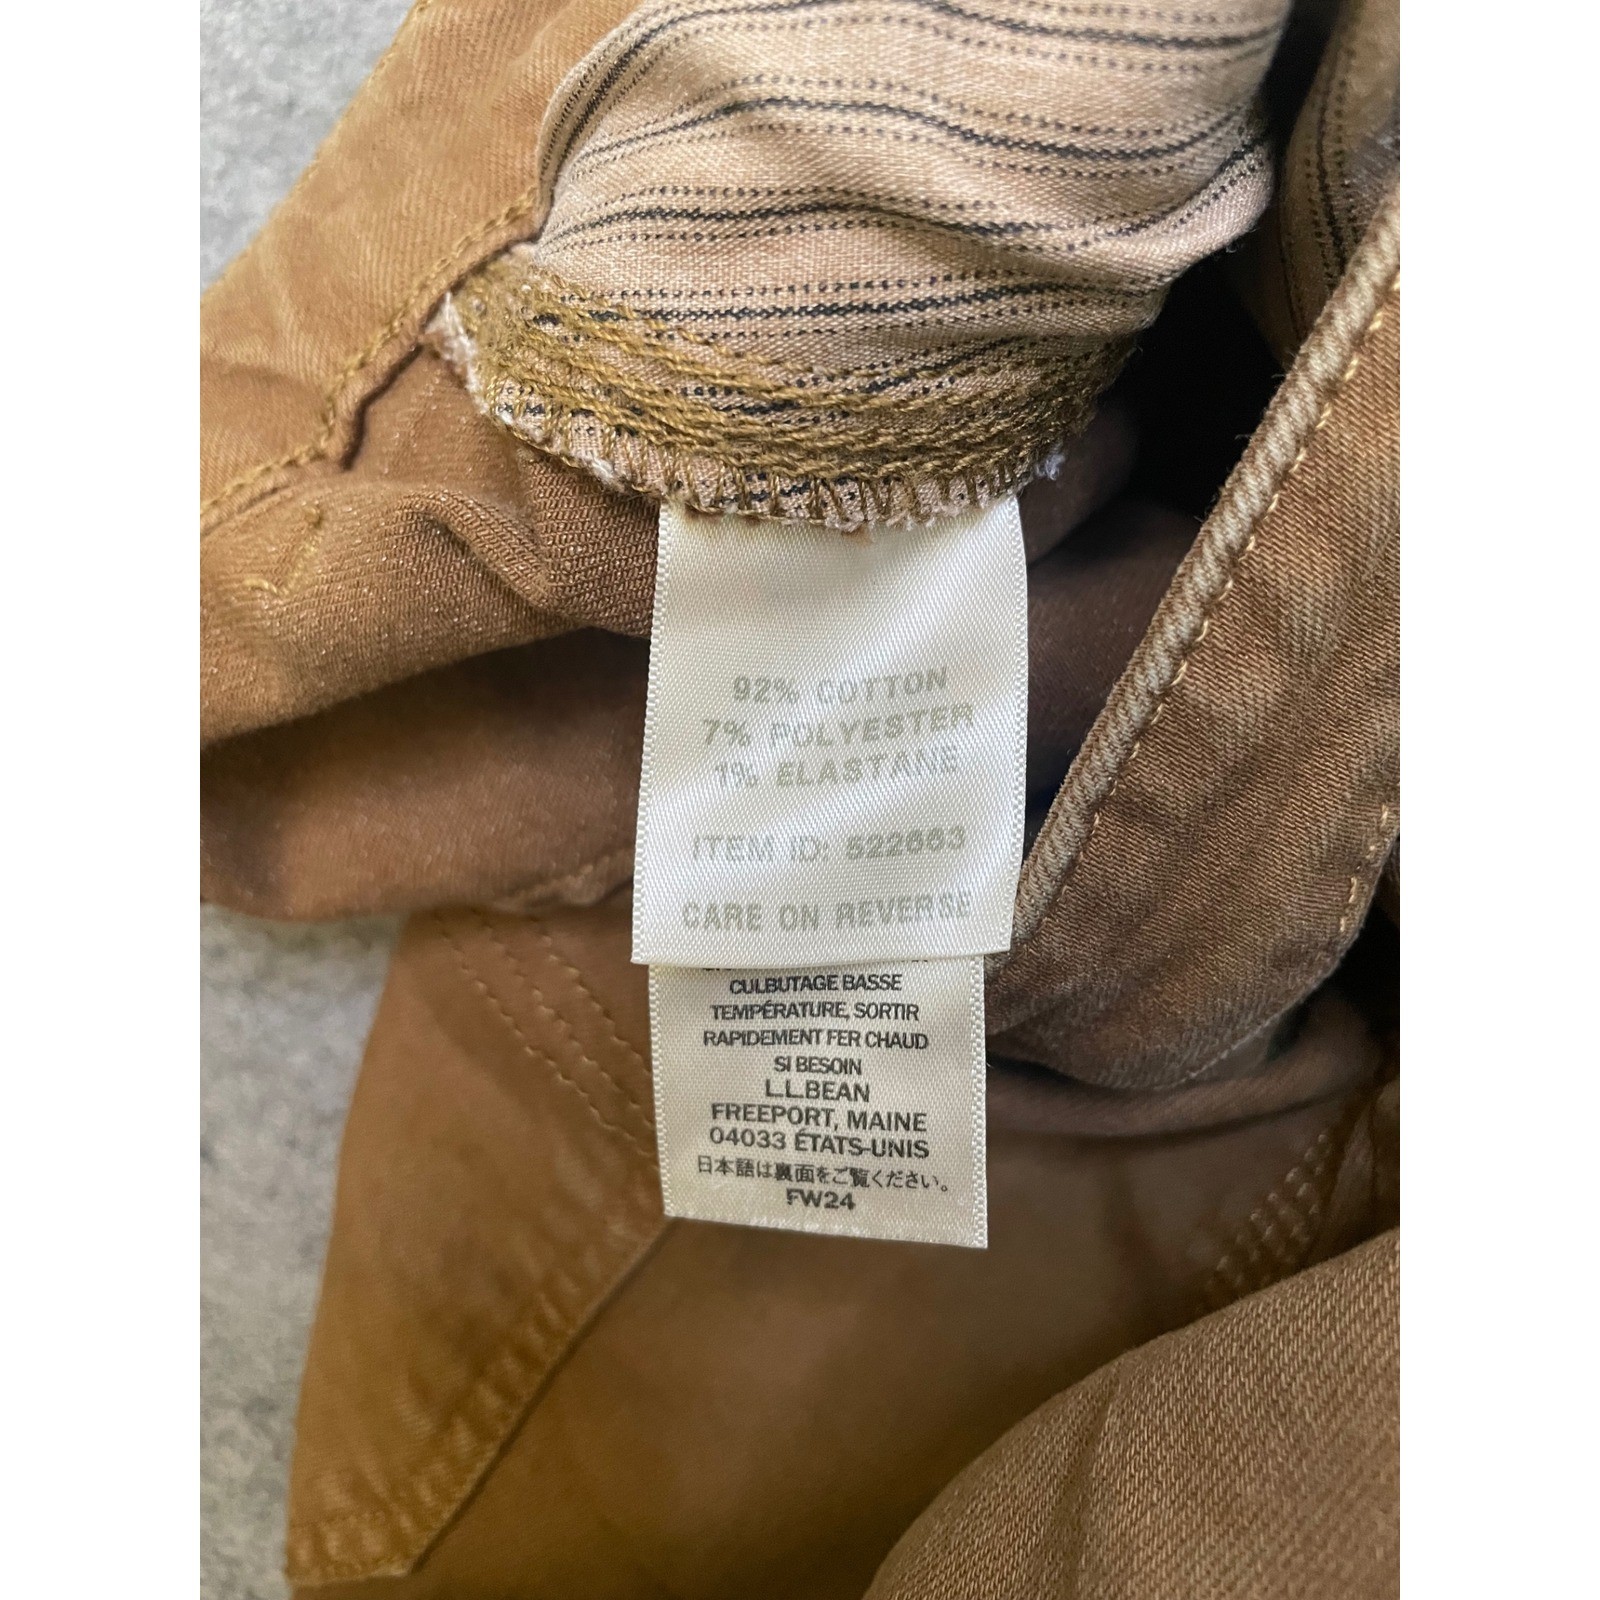 92% COTTON
7% POLYESTER
1% ELASTANE
ITEM ID: 522663
CARE ON REVERSE
CULBUTAGE BASSE
TEMPÉRATURE, SORTIR
RAPIDEMENT FER CHAUD
SI BESOIN
L.L.BEAN
FREEPORT, MAINE
04033 ÉTATS-UNIS
日本語は裏面をご覧ください。
FW24